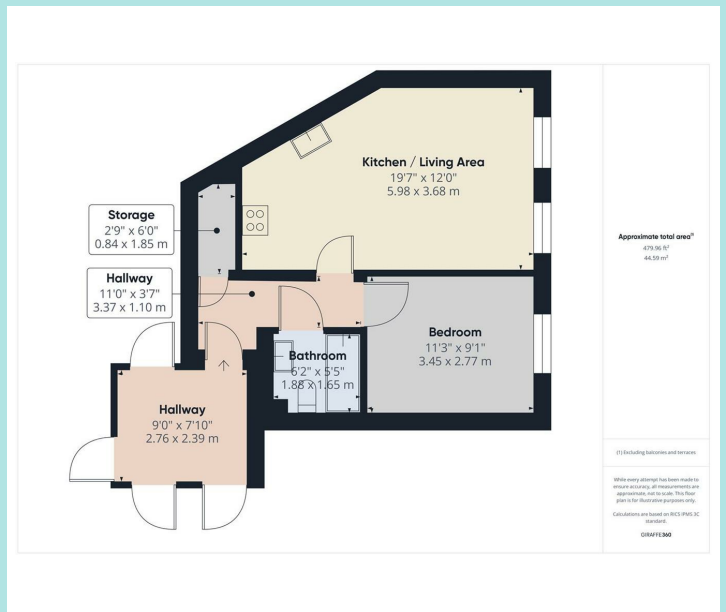 Kitchen / Living Area
19'7" x 12'0"
5.98 x 3.68 m
Storage
2'9" x 6'0"
0.84 x 1.85 m
Hallway
11'0" x 3'7"
3.37 x 1.10 m
Bedroom
11'3" x 9'1"
3.45 x 2.77 m
Bathroom
6'2" x 5'5"
1.88 x 1.65 m
Hallway
9'0" x 7'10"
2.76 x 2.39 m
Approximate total area⁽¹⁾
479.96 ft²
44.59 m²
(1) Excluding balconies and terraces
While every attempt has been made to
ensure accuracy, all measurements are
approximate, not to scale. This floor
plan is for illustrative purposes only.
Calculations are based on RICS IPMS 3C
standard.
GIRAFFE360